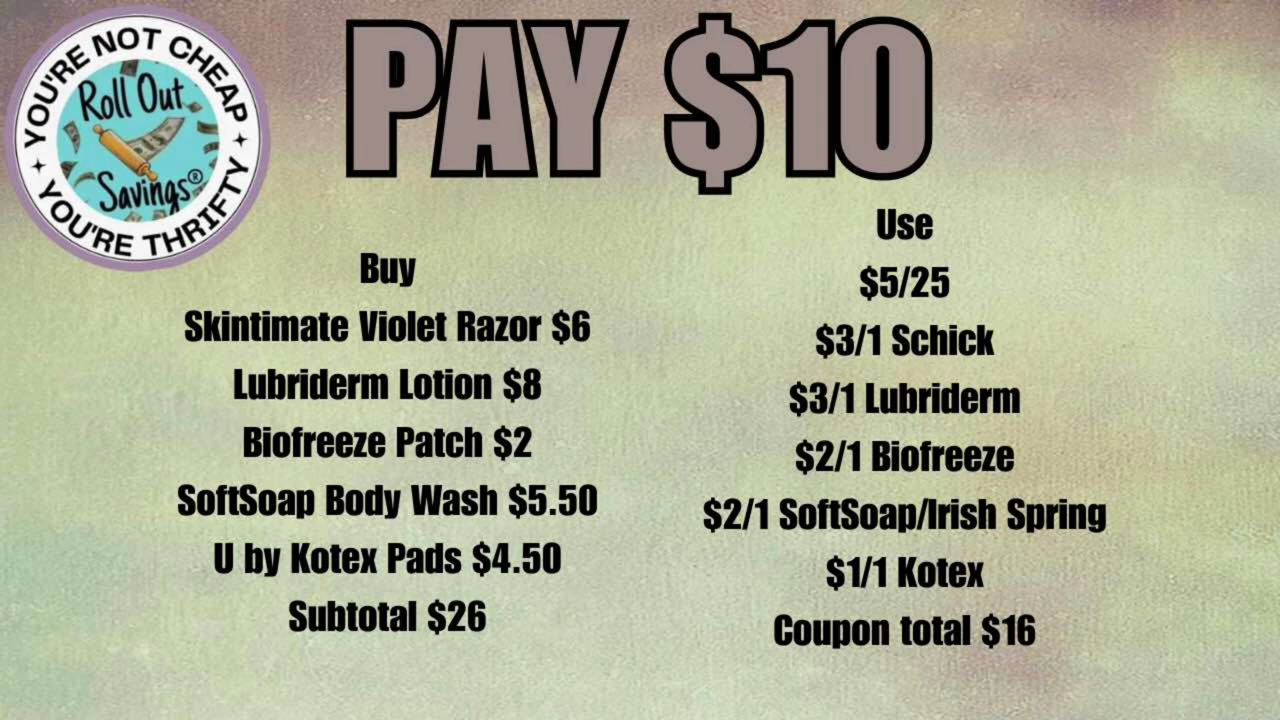 YOU'RE NOT CHEAP
Roll Out
Savings®
YOU'RE THRIFTY
PAY $10
Buy
Skintimate Violet Razor $6
Lubriderm Lotion $8
Biofreeze Patch $2
SoftSoap Body Wash $5.50
U by Kotex Pads $4.50
Subtotal $26
Use
$5/25
$3/1 Schick
$3/1 Lubriderm
$2/1 Biofreeze
$2/1 SoftSoap/Irish Spring
$1/1 Kotex
Coupon total $16